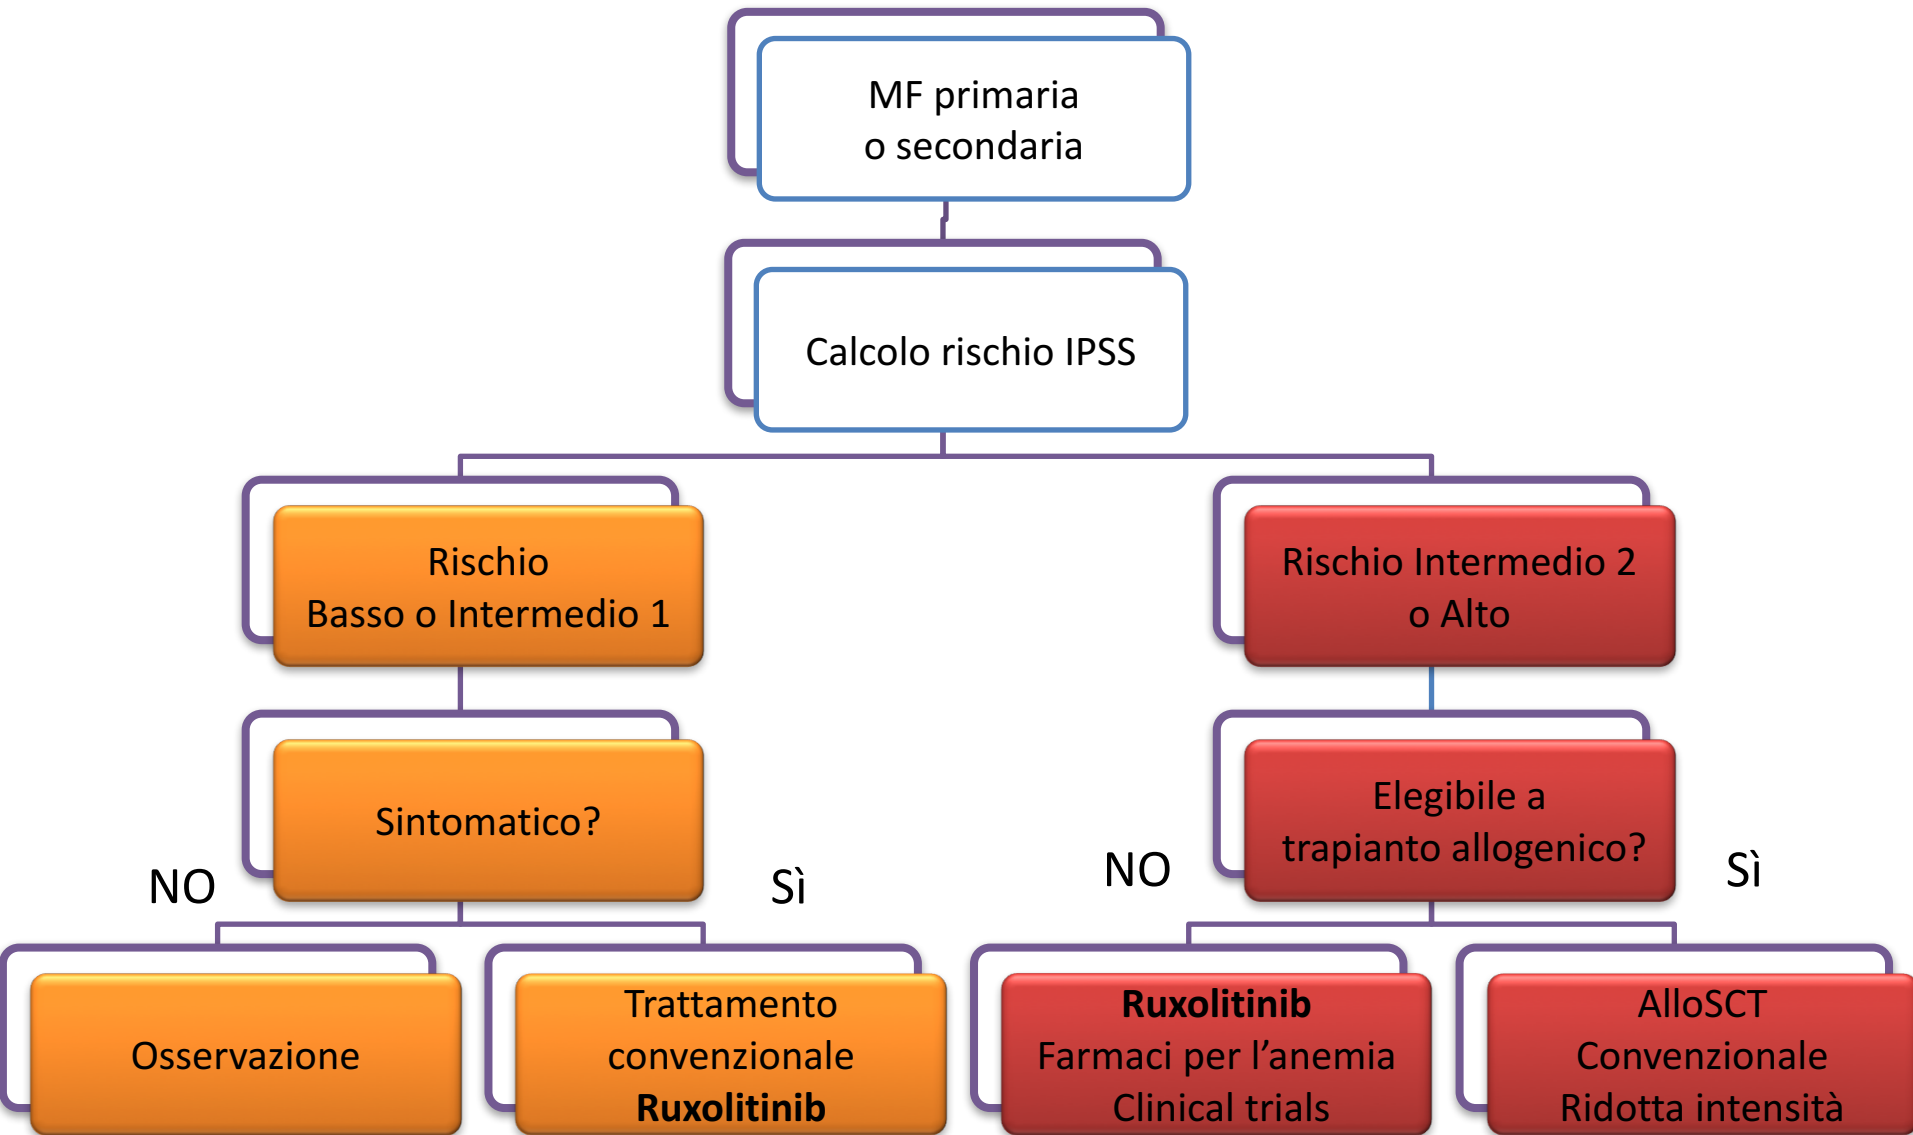 MF primaria
o secondaria
Calcolo rischio IPSS
Rischio
Basso o Intermedio 1
Rischio Intermedio 2
o Alto
Sintomatico?
Elegibile a
trapianto allogenico?
NO
Sì
NO
Sì
Osservazione
Trattamento
convenzionale
Ruxolitinib
Ruxolitinib
Farmaci per l’anemia
Clinical trials
AlloSCT
Convenzionale
Ridotta intensità